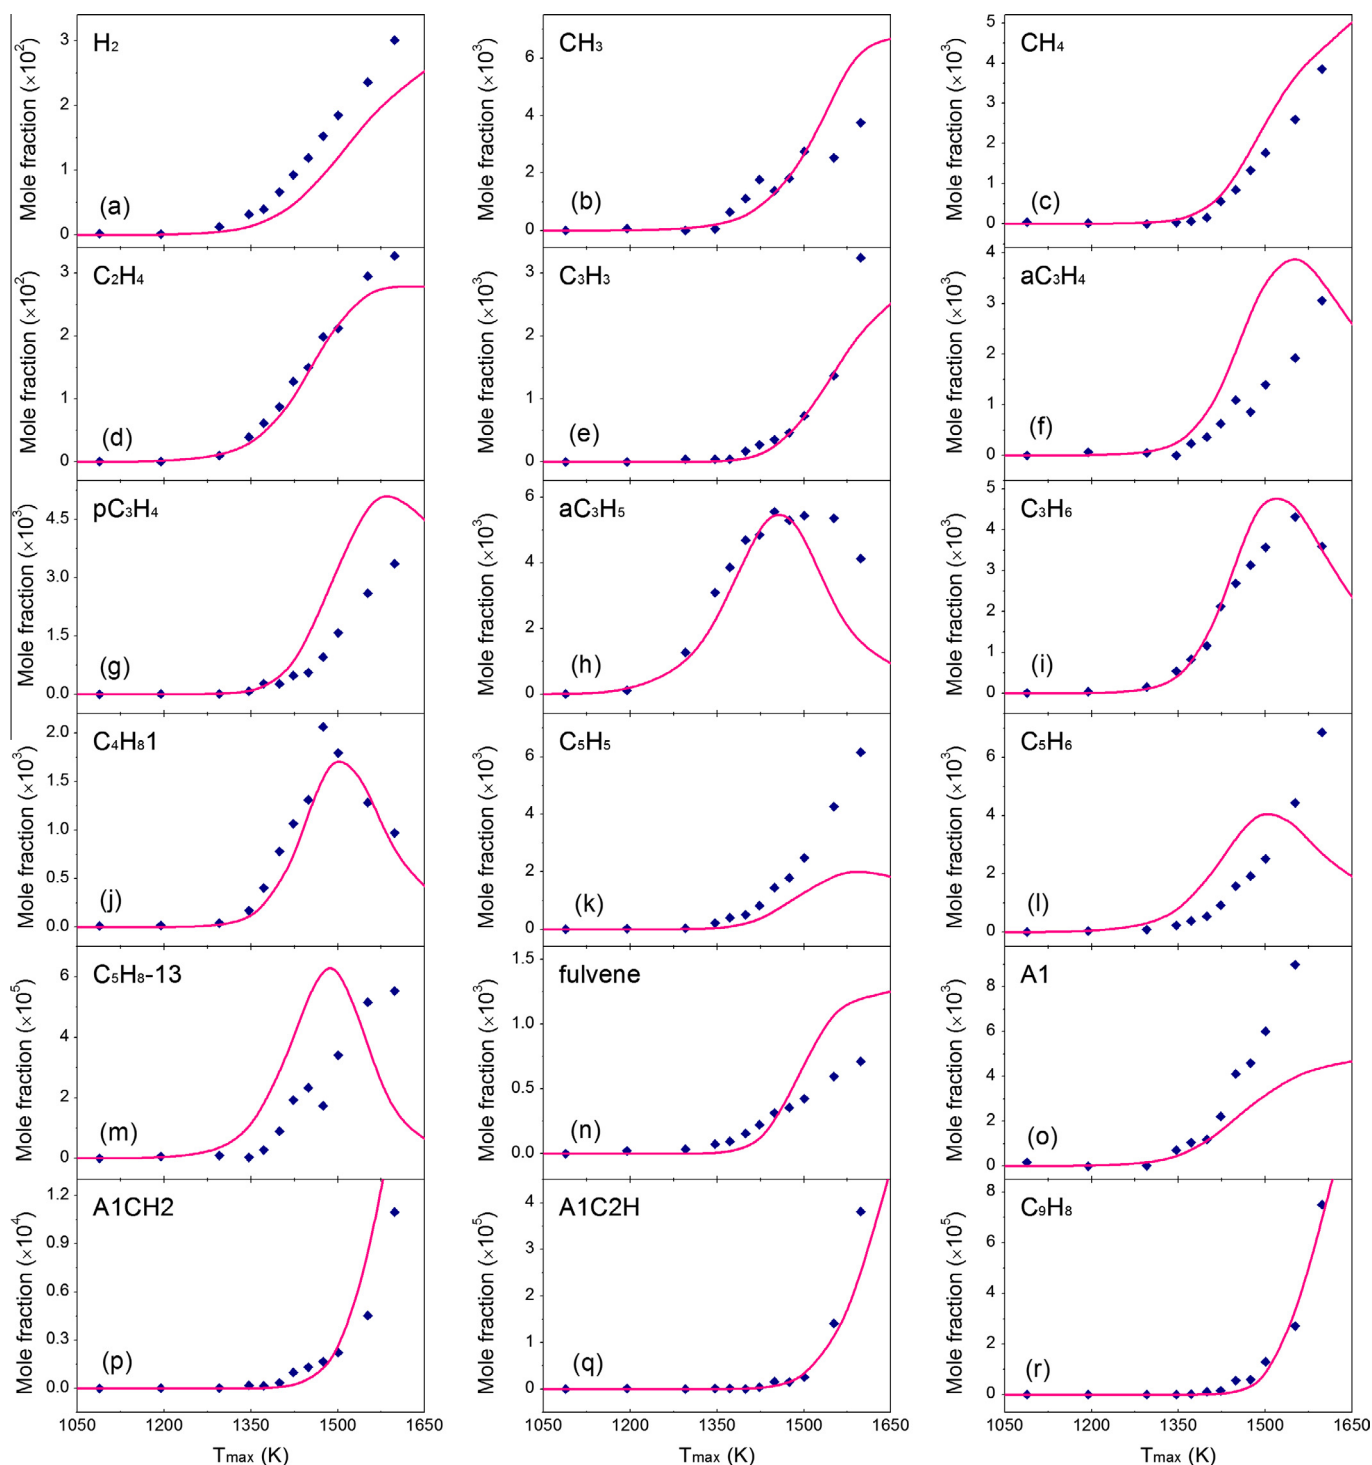 H₂
Mole fraction (×10²)
3
2
1
0
(a)
CH₃
Mole fraction (×10³)
6
4
2
0
(b)
CH₄
Mole fraction (×10³)
5
4
3
2
1
0
(c)
C₂H₄
Mole fraction (×10²)
3
2
1
0
(d)
C₃H₃
Mole fraction (×10³)
3
2
1
0
(e)
aC₃H₄
Mole fraction (×10³)
4
3
2
1
0
(f)
pC₃H₄
Mole fraction (×10³)
4.5
3.0
1.5
0.0
(g)
aC₃H₅
Mole fraction (×10³)
6
4
2
0
(h)
C₃H₆
Mole fraction (×10³)
5
4
3
2
1
0
(i)
C₄H₈1
Mole fraction (×10³)
2.0
1.5
1.0
0.5
0.0
(j)
C₅H₅
Mole fraction (×10³)
6
4
2
0
(k)
C₅H₆
Mole fraction (×10³)
6
4
2
0
(l)
C₅H₈-13
Mole fraction (×10⁵)
6
4
2
0
(m)
fulvene
Mole fraction (×10³)
1.5
1.0
0.5
0.0
(n)
A1
Mole fraction (×10³)
8
6
4
2
0
(o)
A1CH2
Mole fraction (×10⁴)
1.2
0.9
0.6
0.3
0.0
(p)
A1C2H
Mole fraction (×10⁵)
4
3
2
1
0
(q)
C₉H₈
Mole fraction (×10⁵)
8
6
4
2
0
(r)
1050 1200 1350 1500 1650
1050 1200 1350 1500 1650
1050 1200 1350 1500 1650
Tmax (K)
Tmax (K)
Tmax (K)